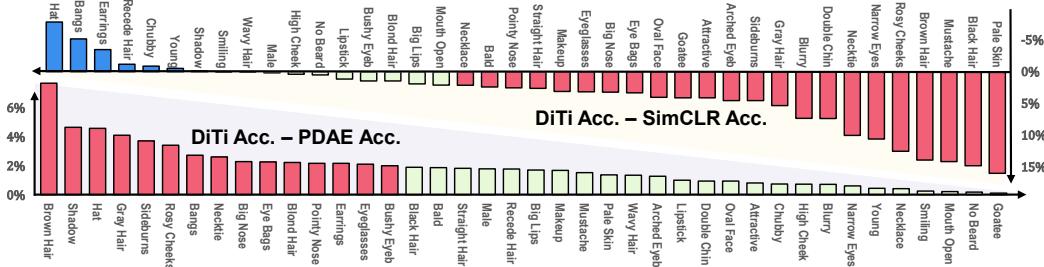 Hat
Bangs
Earrings
Recede Hair
Chubby
Young
Shadow
Smiling
Wavy Hair
Male
High Cheek
No Beard
Lipstick
Bushy Eyeb
Blond Hair
Big Lips
Mouth Open
Necklace
Bald
Pointy Nose
Straight Hair
Makeup
Eyeglasses
Big Nose
Eye Bags
Oval Face
Goatee
Attractive
Arched Eyeb
Sideburns
Gray Hair
Blurry
Double Chin
Necktie
Narrow Eyes
Rosy Cheeks
Brown Hair
Mustache
Black Hair
Pale Skin
-5%
0%
5%
10%
15%
DiTi Acc. – SimCLR Acc.
DiTi Acc. – PDAE Acc.
6%
4%
2%
0%
Brown Hair
Shadow
Hat
Gray Hair
Sideburns
Rosy Cheeks
Bangs
Necktie
Big Nose
Eye Bags
Blond Hair
Pointy Nose
Earrings
Eyeglasses
Bushy Eyeb
Black Hair
Bald
Straight Hair
Male
Recede Hair
Big Lips
Makeup
Mustache
Pale Skin
Wavy Hair
Arched Eyeb
Lipstick
Double Chin
Oval Face
Attractive
Chubby
High Cheek
Blurry
Narrow Eyes
Young
Necklace
Smiling
Mouth Open
No Beard
Goatee